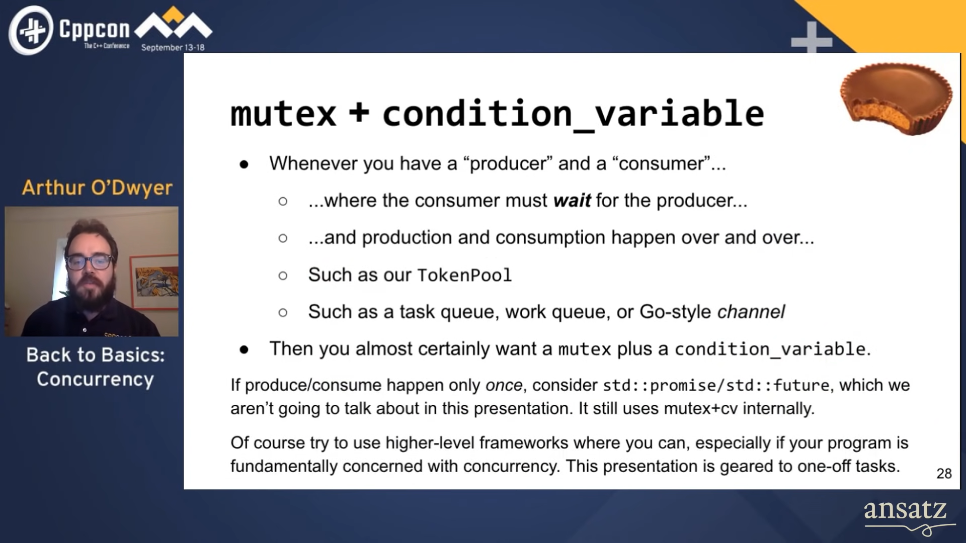 Cppcon
The C++ Conference
September 13-18
Arthur O'Dwyer
Back to Basics:
Concurrency
mutex + condition_variable
● Whenever you have a “producer” and a “consumer”...
○ ...where the consumer must wait for the producer...
○ ...and production and consumption happen over and over...
○ Such as our TokenPool
○ Such as a task queue, work queue, or Go-style channel
● Then you almost certainly want a mutex plus a condition_variable.
If produce/consume happen only once, consider std::promise/std::future, which we
aren’t going to talk about in this presentation. It still uses mutex+cv internally.
Of course try to use higher-level frameworks where you can, especially if your program is
fundamentally concerned with concurrency. This presentation is geared to one-off tasks.
28
ansatz